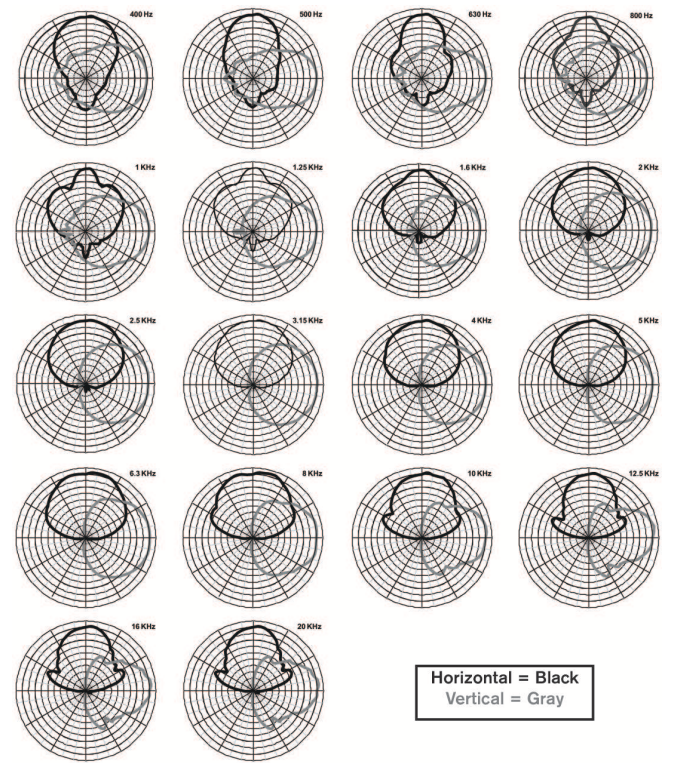 400 KHz
500 KHz
630 Hz
800 Hz
1 KHz
1.25 KHz
1.6 KHz
2 KHz
2.5 KHz
3.15 KHz
4 KHz
5 KHz
6.3 KHz
8 KHz
10 KHz
12.5 KHz
16 KHz
20 KHz
Horizontal = Black
Vertical = Gray